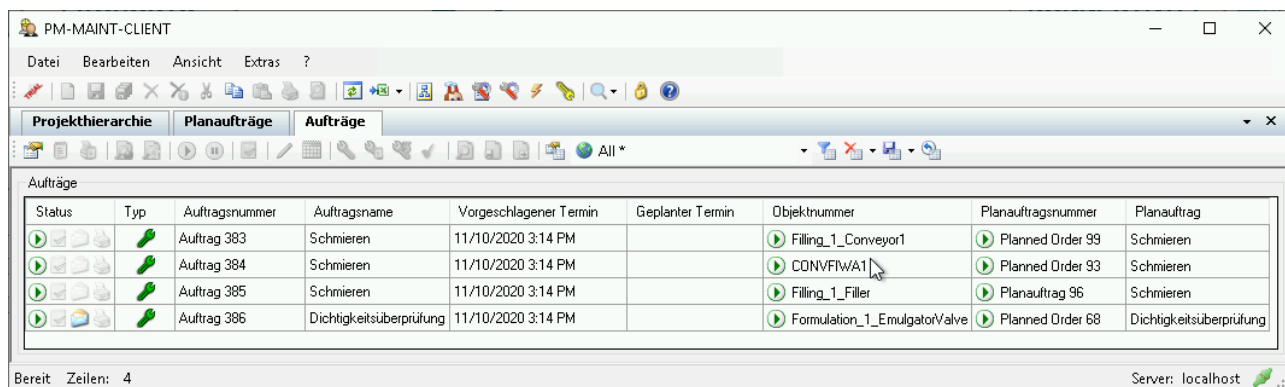 PM-MAINT-CLIENT
Datei Bearbeiten Ansicht Extras ?
Projekthierarchie Planaufträge Aufträge
All *
Aufträge
Status Typ Auftragsnummer Auftragsname Vorgeschlagener Termin Geplanter Termin Objektnummer Planauftragsnummer Planauftrag
Auftrag 383 Schmieren 11/10/2020 3:14 PM Filling_1_Conveyor1 Planned Order 99 Schmieren
Auftrag 384 Schmieren 11/10/2020 3:14 PM CONVFIWA1 Planned Order 93 Schmieren
Auftrag 385 Schmieren 11/10/2020 3:14 PM Filling_1_Filler Planauftrag 96 Schmieren
Auftrag 386 Dichtigkeitsüberprüfung 11/10/2020 3:14 PM Formulation_1_EmulgatorValve Planned Order 68 Dichtigkeitsüberprüfung
Bereit Zeilen: 4 Server: localhost